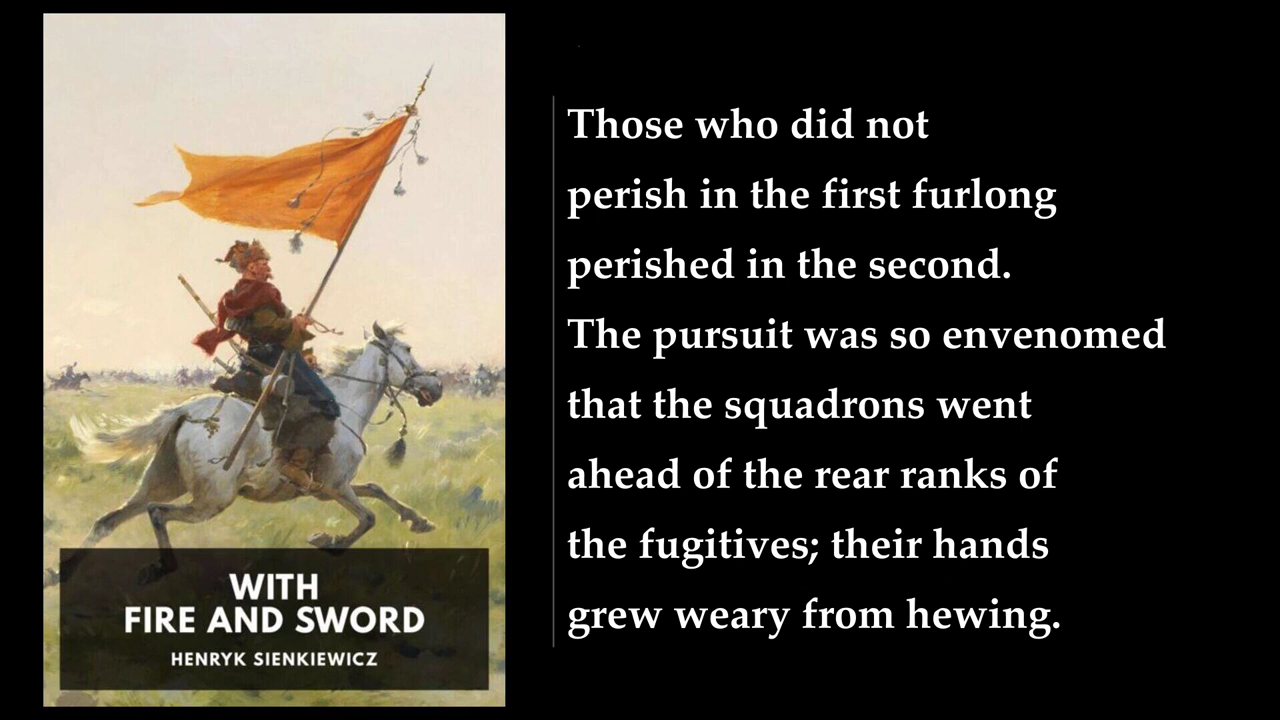 WITH
FIRE AND SWORD
HENRYK SIENKIEWICZ
Those who did not
perish in the first furlong
perished in the second.
The pursuit was so envenomed
that the squadrons went
ahead of the rear ranks of
the fugitives; their hands
grew weary from hewing.